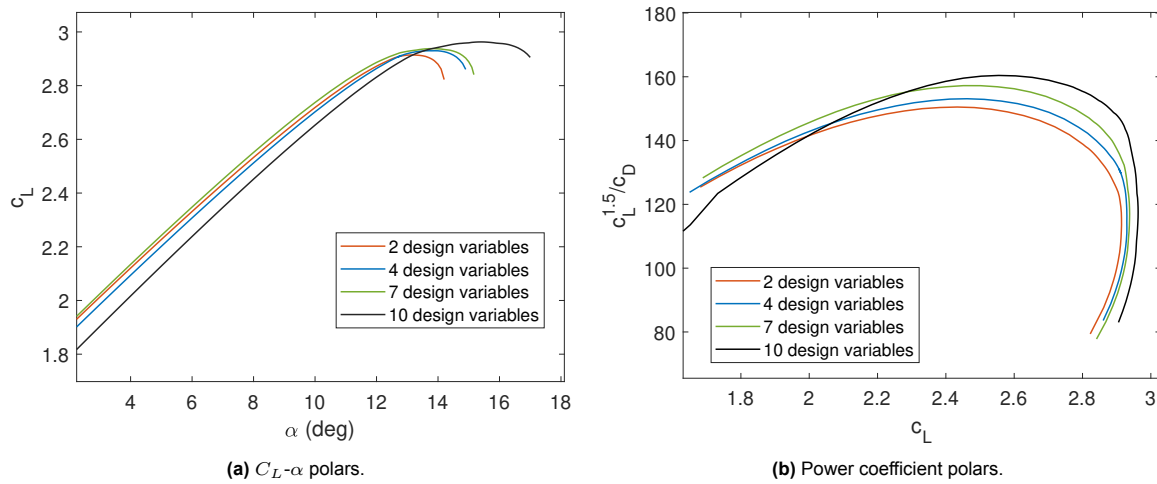 3
2.8
2.6
2.4
2.2
2
1.8
c_L
4 6 8 10 12 14 16 18
α (deg)
2 design variables
4 design variables
7 design variables
10 design variables
(a) C_L-α polars.
180
160
140
120
100
80
c_L^1.5/c_D
1.8 2 2.2 2.4 2.6 2.8 3
c_L
2 design variables
4 design variables
7 design variables
10 design variables
(b) Power coefficient polars.